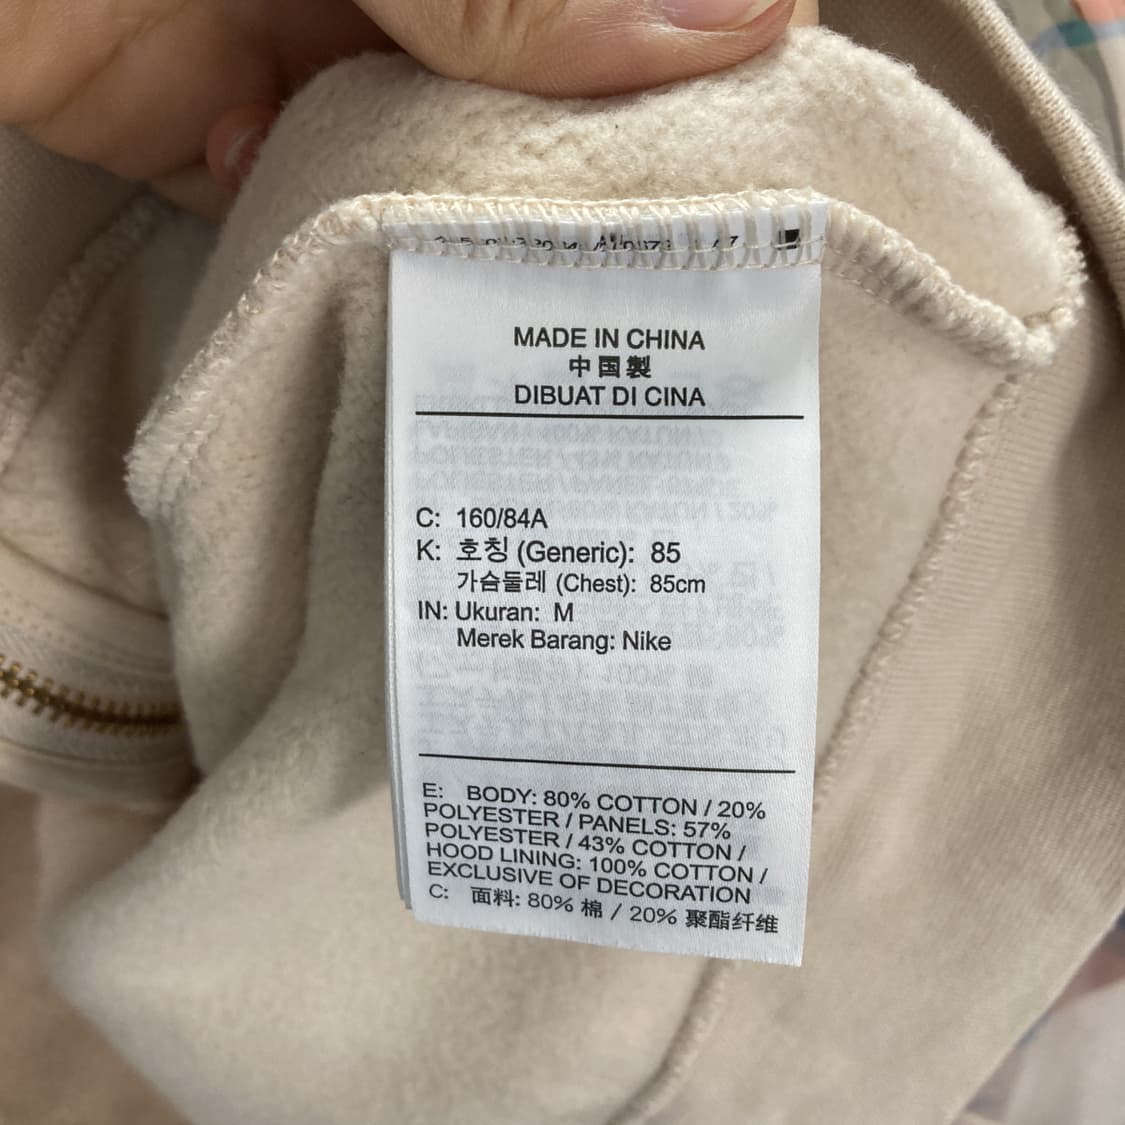 MADE IN CHINA
中国製
DIBUAT DI CINA
C: 160/84A
K: 호칭 (Generic): 85
가슴둘레 (Chest): 85cm
IN: Ukuran: M
Merek Barang: Nike
E: BODY: 80% COTTON / 20%
POLYESTER / PANELS: 57%
POLYESTER / 43% COTTON /
HOOD LINING: 100% COTTON /
EXCLUSIVE OF DECORATION
C: 面料: 80% 棉 / 20% 聚酯纤维